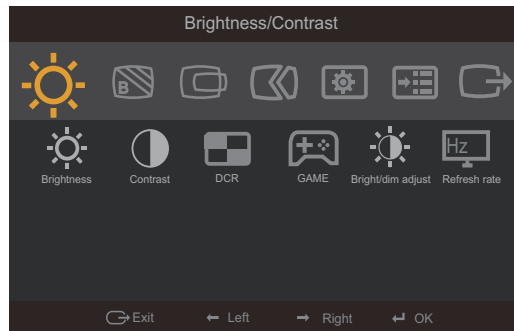 Brightness/Contrast
B
Hz
Brightness Contrast DCR GAME Bright/dim adjust Refresh rate
Exit Left Right OK